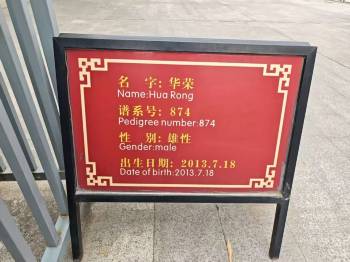 名 字:华荣
Name:Hua Rong
谱系号:874
Pedigree number:874
性 别:雄性
Gender:male
出生日期:2013.7.18
Date of birth:2013.7.18